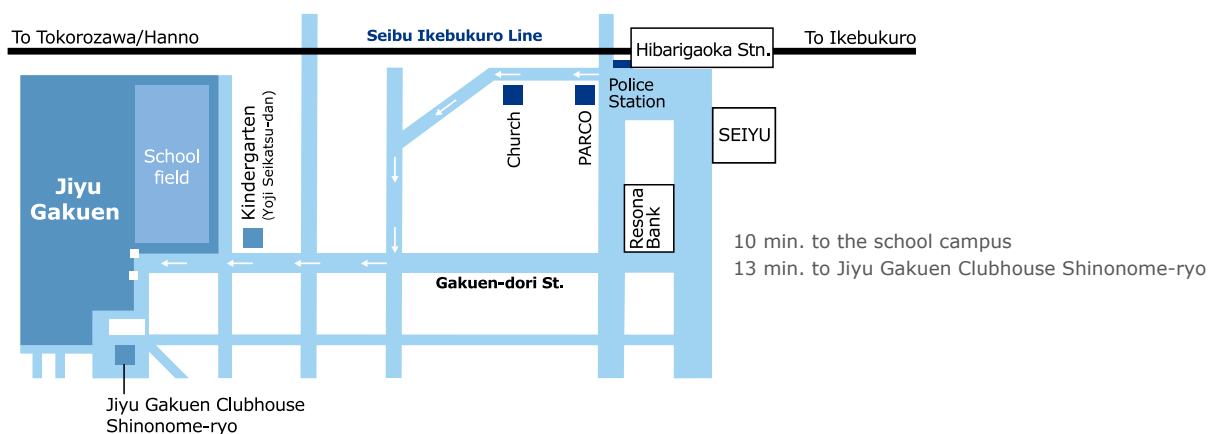 To Tokorozawa/Hanno
Seibu Ikebukuro Line
Hibarigaoka Stn.
To Ikebukuro
Police
Station
SEIYU
Church
PARCO
School
field
Jiyu
Gakuen
Kindergarten
(Yoji Seikatsu-dan)
Resona
Bank
10 min. to the school campus
13 min. to Jiyu Gakuen Clubhouse Shinonome-ryo
Gakuen-dori St.
Jiyu Gakuen Clubhouse
Shinonome-ryo